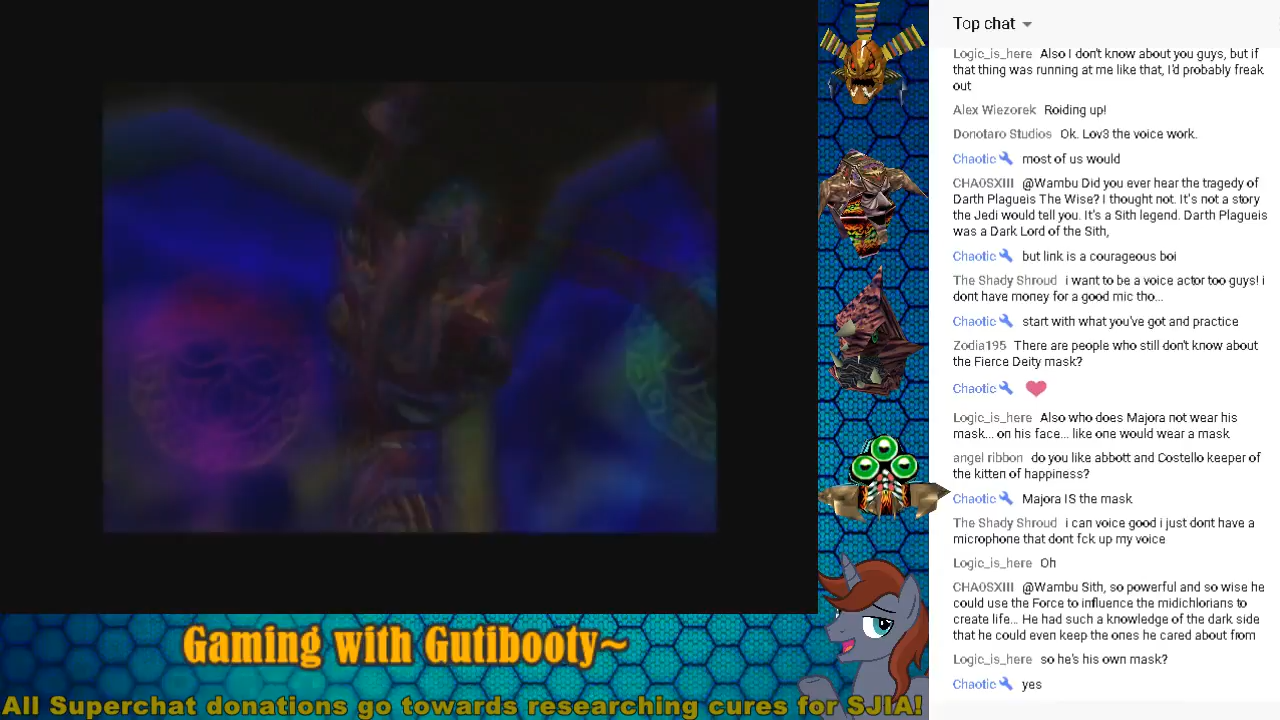 Top chat
Logic_is_here Also I don't know about you guys, but if
that thing was running at me like that, I'd probably freak
out
Alex Wiezorek Roiding up!
Donotaro Studios Ok. Lov3 the voice work.
Chaotic most of us would
CHA0SXIII @Wambu Did you ever hear the tragedy of
Darth Plagueis The Wise? I thought not. It's not a story
the Jedi would tell you. It's a Sith legend. Darth Plagueis
was a Dark Lord of the Sith,
Chaotic but link is a courageous boi
The Shady Shroud i want to be a voice actor too guys! i
dont have money for a good mic tho...
Chaotic start with what you've got and practice
Zodia195 There are people who still don't know about
the Fierce Deity mask?
Chaotic
Logic_is_here Also who does Majora not wear his
mask... on his face... like one would wear a mask
angel ribbon do you like abbott and Costello keeper of
the kitten of happiness?
Chaotic Majora IS the mask
The Shady Shroud i can voice good i just dont have a
microphone that dont fck up my voice
Logic_is_here Oh
CHA0SXIII @Wambu Sith, so powerful and so wise he
could use the Force to influence the midichlorians to
create life... He had such a knowledge of the dark side
that he could even keep the ones he cared about from
Logic_is_here so he's his own mask?
Chaotic yes
Gaming with Gutibooty~
All Superchat donations go towards researching cures for SJIA!